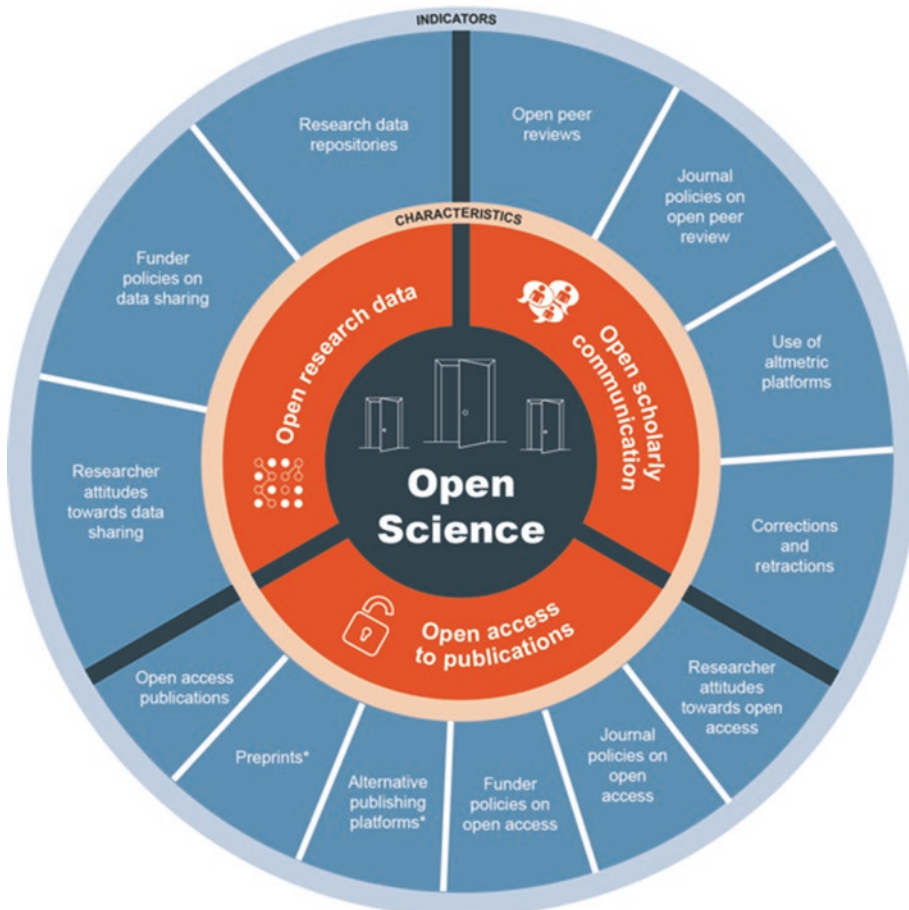 INDICATORS
Research data
repositories
Open peer
reviews
Journal
policies on
open peer
review
Use of
altmetric
platforms
Corrections
and
retractions
Researcher
attitudes
towards open
access
Journal
policies on
open
access
Funder
policies on
open access
Alternative
publishing
platforms*
Preprints*
Open access
publications
Researcher
attitudes
towards data
sharing
Funder
policies on
data sharing
CHARACTERISTICS
Open research data
Open scholarly
communication
Open access
to publications
Open
Science